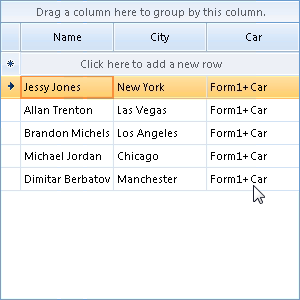 Drag a column here to group by this column.
Name City Car
Click here to add a new row
Jessy Jones New York Form1+Car
Allan Trenton Las Vegas Form1+Car
Brandon Michels Los Angeles Form1+Car
Michael Jordan Chicago Form1+Car
Dimitar Berbatov Manchester Form1+Car